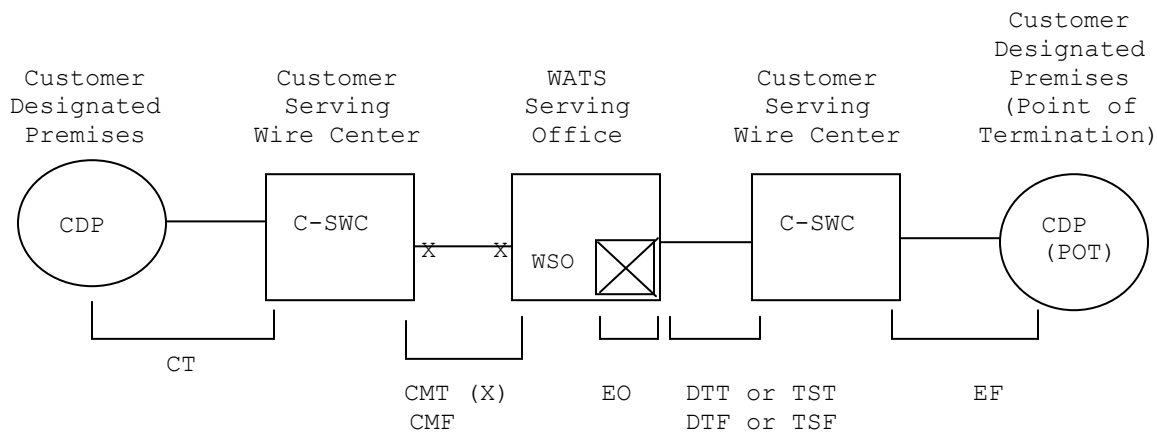 Customer
Designated
Premises
Customer
Serving
Wire Center
WATS
Serving
Office
Customer
Serving
Wire Center
Customer
Designated
Premises
(Point of
Termination)
CDP
C-SWC
X
X
WSO
C-SWC
CDP
(POT)
CT
CMT (X)
CMF
EO
DTT or TST
DTF or TSF
EF